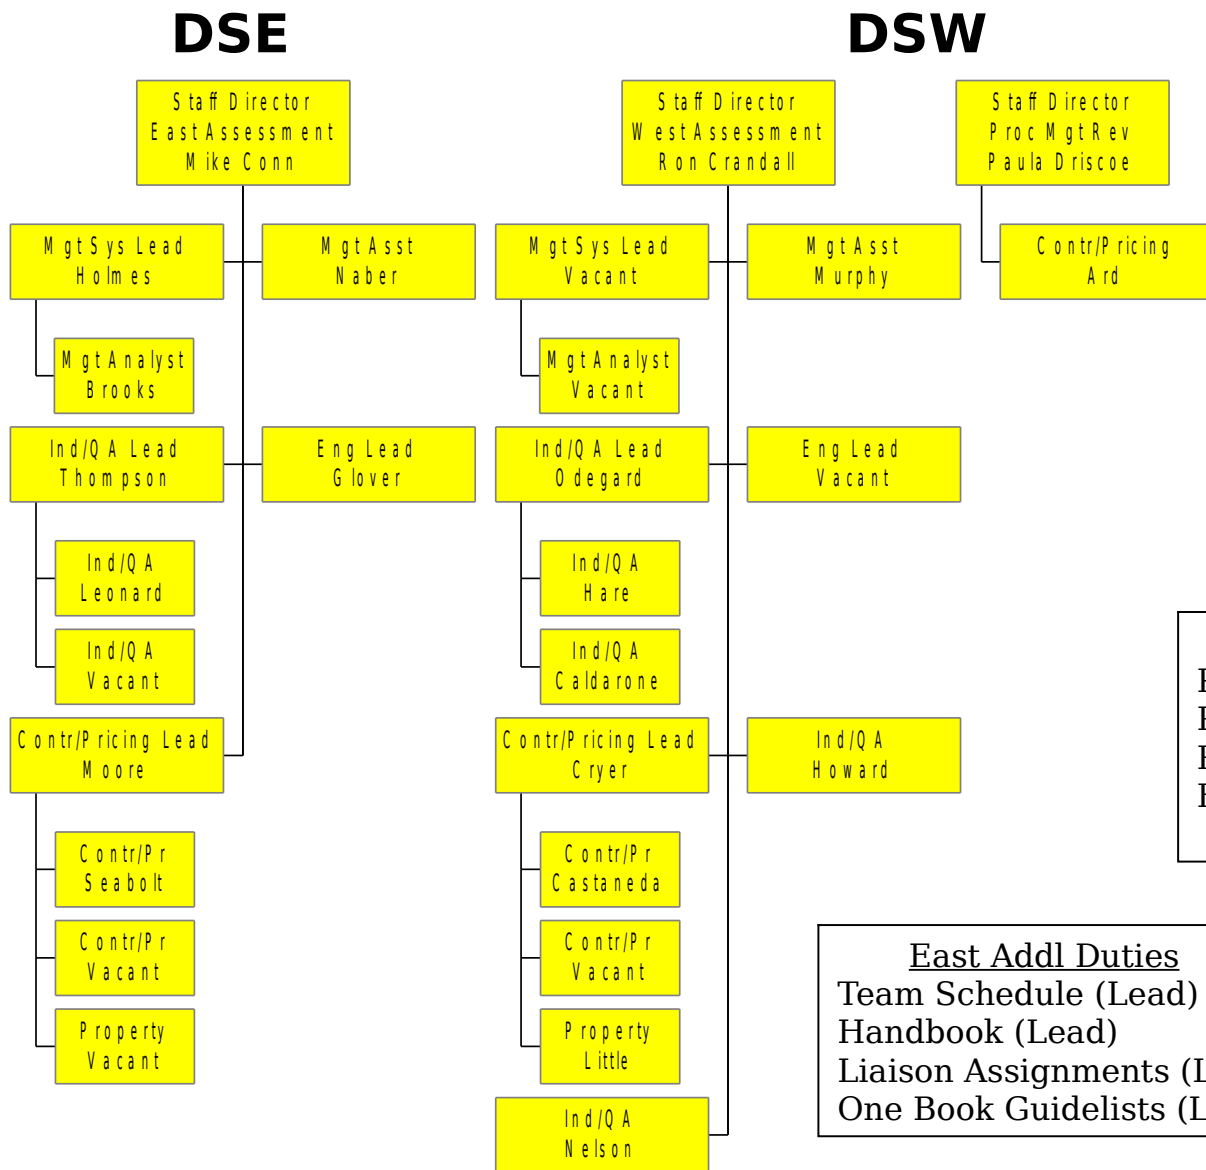 DSE
DSW
Staff Director
East Assessment
Mike Conn
Staff Director
West Assessment
Ron Crandall
Staff Director
Proc Mgt Rev
Paula Driscoe
Mgt Sys Lead
Holmes
Mgt Asst
Naber
Mgt Sys Lead
Vacant
Mgt Asst
Murphy
Contr/Pricing
Ard
Mgt Analyst
Brooks
Mgt Analyst
Vacant
Ind/QA Lead
Thompson
Eng Lead
Glover
Ind/QA Lead
Odegard
Eng Lead
Vacant
Ind/QA
Leonard
Ind/QA
Hare
Ind/QA
Vacant
Ind/QA
Caldarone
Contr/Pricing Lead
Moore
Contr/Pricing Lead
Cryer
Ind/QA
Howard
Contr/Pr
Seabolt
Contr/Pr
Castaneda
Contr/Pr
Vacant
Contr/Pr
Vacant
Property
Vacant
Property
Little
Ind/QA
Nelson
East Addl Duties
Team Schedule (Lead)
Handbook (Lead)
Liaison Assignments (L
One Book Guidelists (L